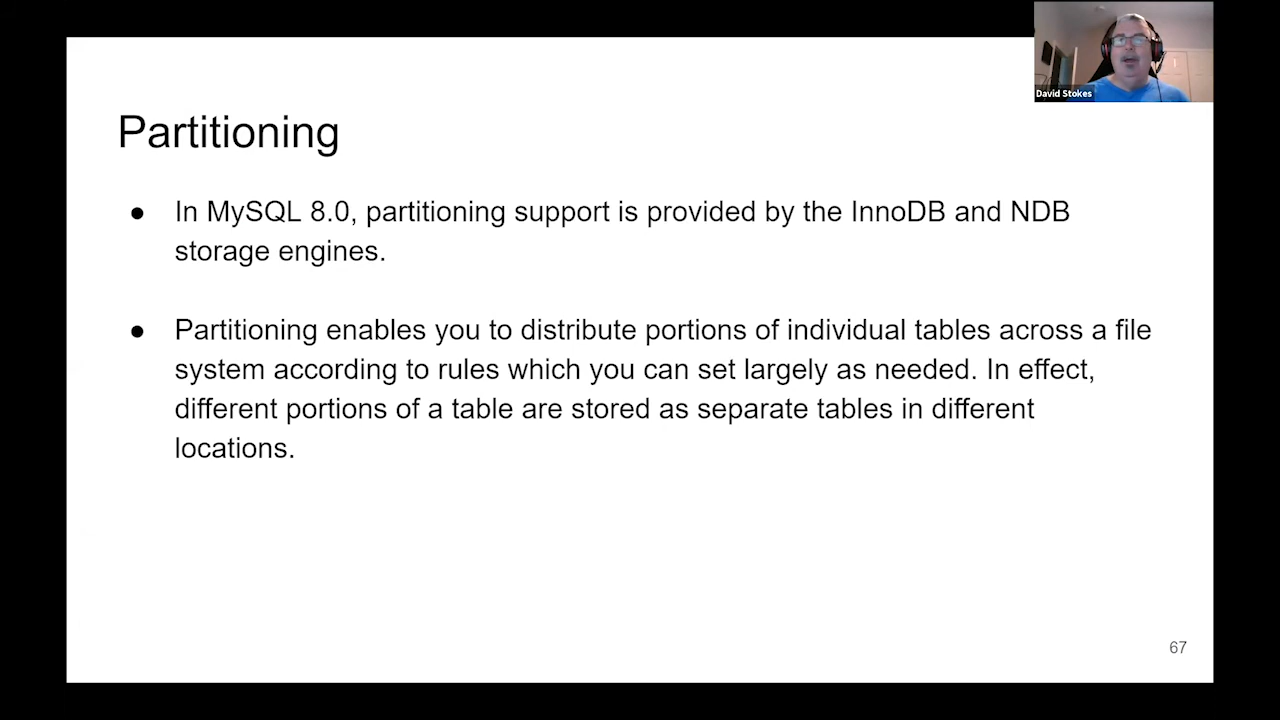 David Stokes
Partitioning
● In MySQL 8.0, partitioning support is provided by the InnoDB and NDB
storage engines.
● Partitioning enables you to distribute portions of individual tables across a file
system according to rules which you can set largely as needed. In effect,
different portions of a table are stored as separate tables in different
locations.
67